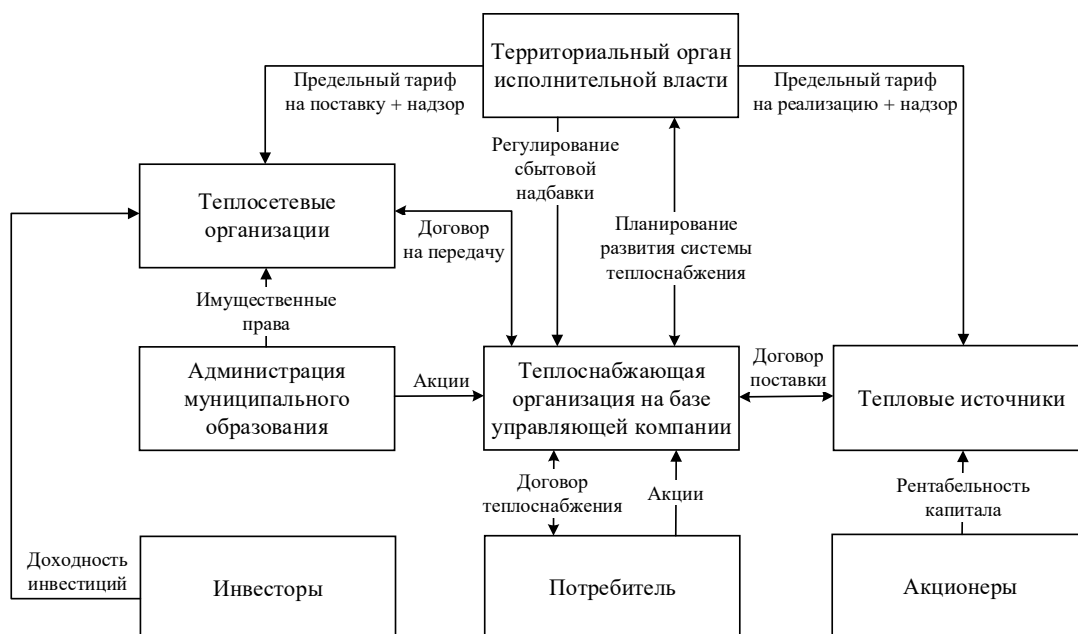 Территориальный орган
исполнительной власти
Предельный тариф
на поставку + надзор
Предельный тариф
на реализацию + надзор
Регулирование
сбытовой
надбавки
Теплосетевые
организации
Договор
на передачу
Планирование
развития системы
теплоснабжения
Имущественные
права
Администрация
муниципального
образования
Акции
Теплоснабжающая
организация на базе
управляющей компании
Договор
поставки
Тепловые источники
Договор
теплоснабжения
Акции
Рентабельность
капитала
Доходность
инвестиций
Инвесторы
Потребитель
Акционеры